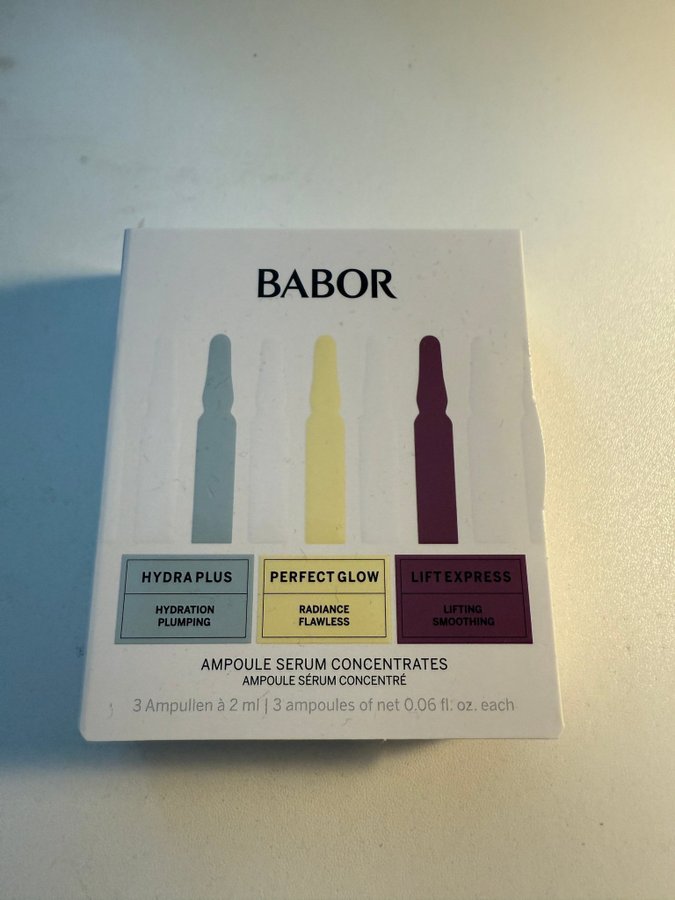 BABOR
HYDRA PLUS
HYDRATION
PLUMPING
PERFECT GLOW
RADIANCE
FLAWLESS
LIFT EXPRESS
LIFTING
SMOOTHING
AMPOULE SERUM CONCENTRATES
AMPOULE SÉRUM CONCENTRÉ
3 Ampullen à 2 ml | 3 ampoules of net 0.06 fl. oz. each